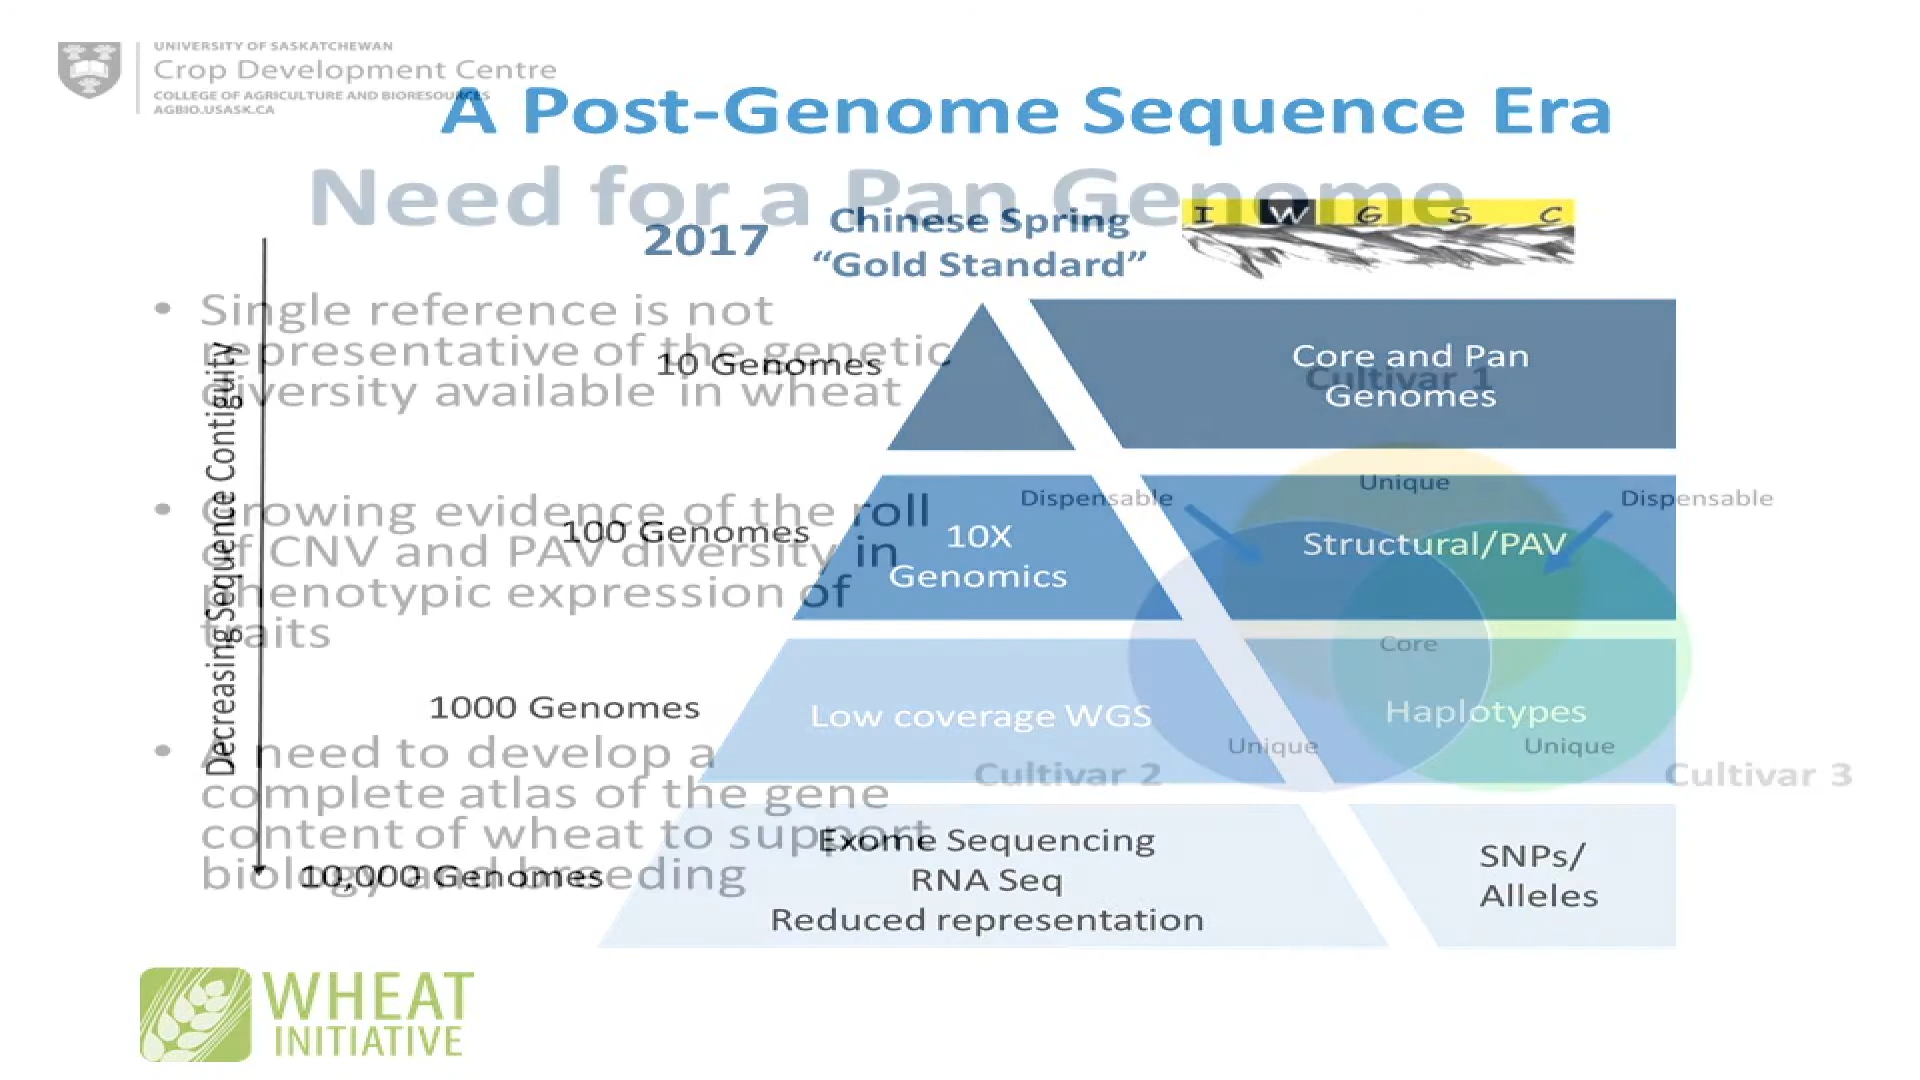 UNIVERSITY OF SASKATCHEWAN
Crop Development Centre
COLLEGE OF AGRICULTURE AND BIORESOURCES
AGBIO.USASK.CA
A Post-Genome Sequence Era
Need for a Pan Genome
2017
Chinese Spring
“Gold Standard”
I W G S C
Decreasing Sequence Contiguity
• Single reference is not
representative of the genetic
diversity available in wheat
• Growing evidence of the roll
of CNV and PAV diversity in
phenotypic expression of
traits
• A need to develop a
complete atlas of the gene
content of wheat to support
biology and breeding
10 Genomes
Core and Pan
Genomes
Cultivar 1
100 Genomes
10X
Genomics
Structural/PAV
Dispensable
Unique
Dispensable
Core
1000 Genomes
Low coverage WGS
Haplotypes
Unique
Unique
Cultivar 2
Cultivar 3
10,000 Genomes
Exome Sequencing
RNA Seq
Reduced representation
SNPs/
Alleles
WHEAT
INITIATIVE